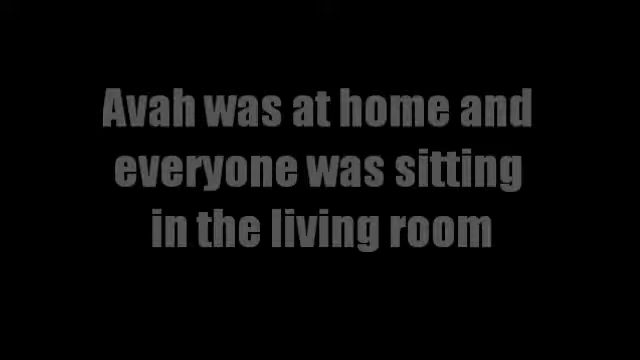 Avah was at home and
everyone was sitting
in the living room